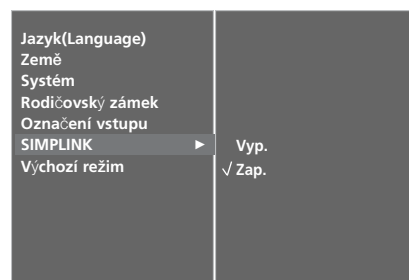 Jazyk(Language)
Země
Systém
Rodičovský zámek
Označení vstupu
SIMPLINK ►
Výchozí režim
Vyp.
√ Zap.